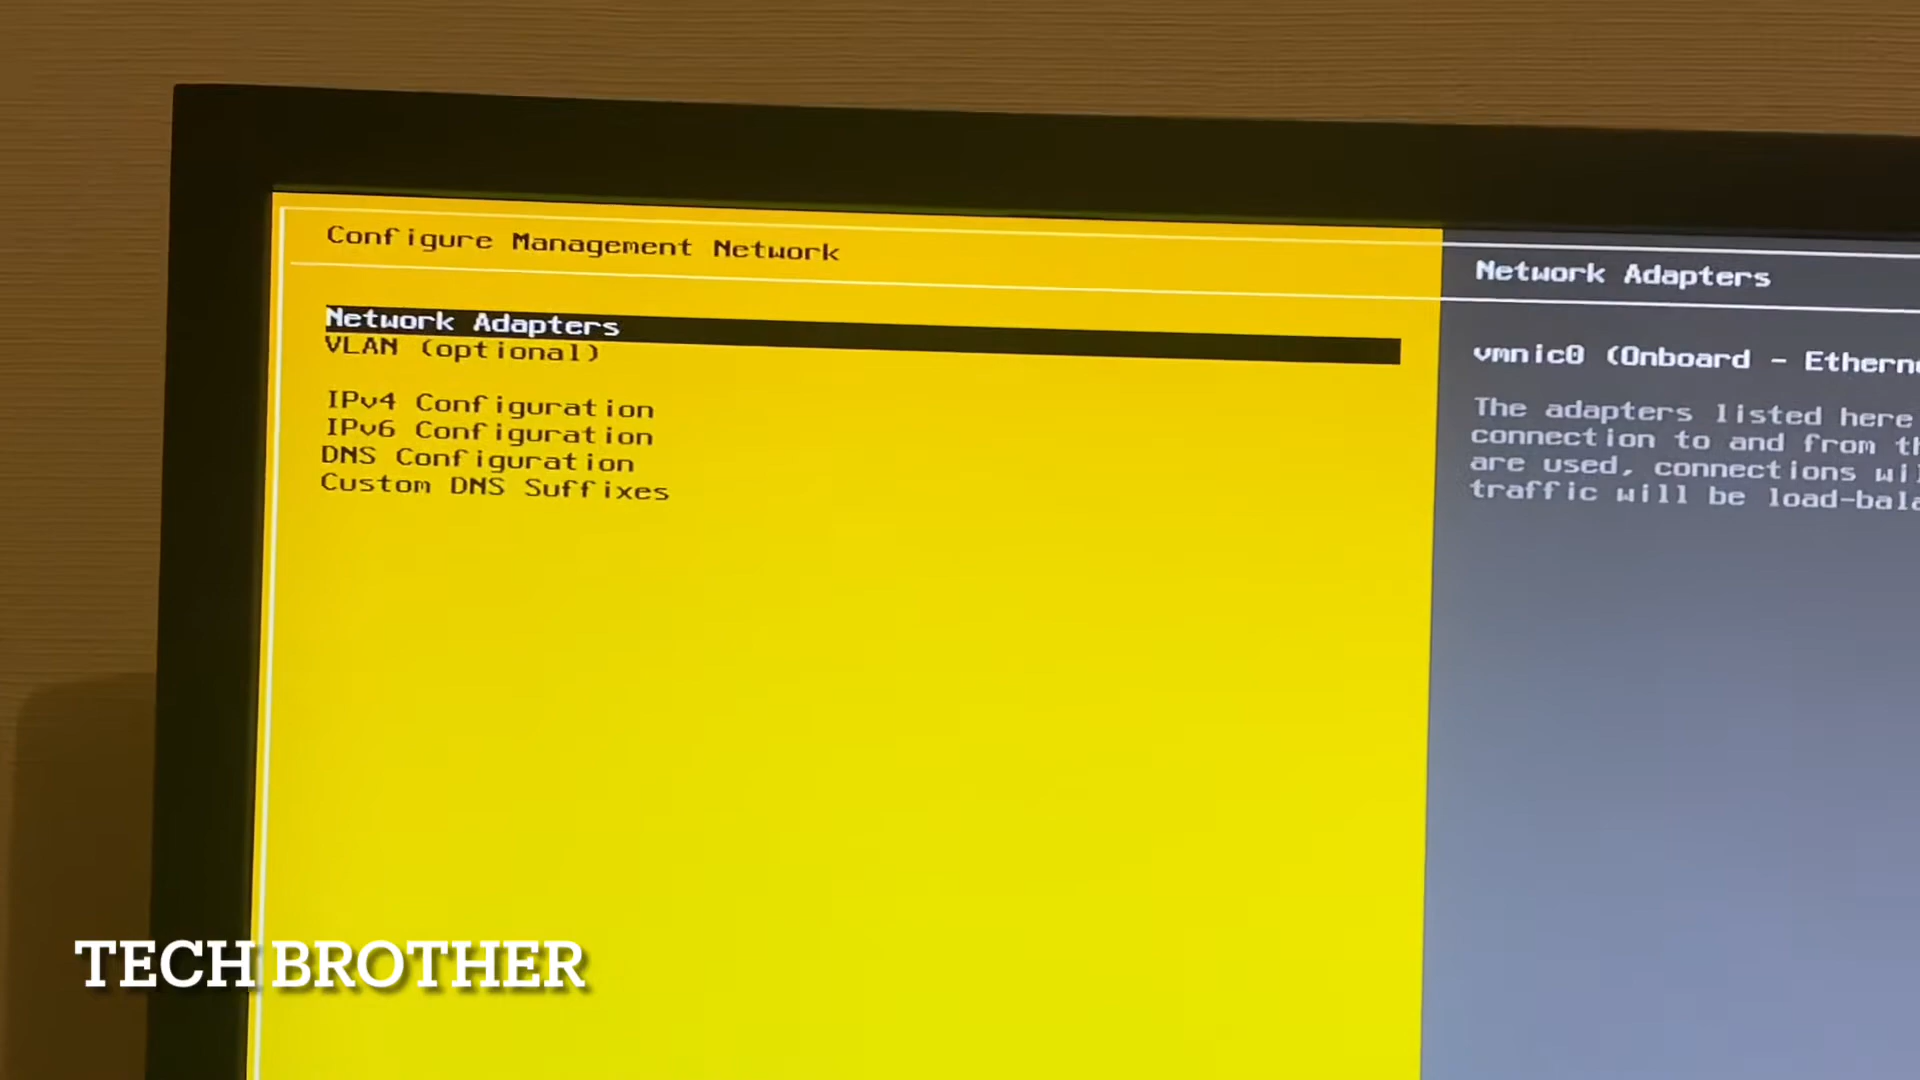 Configure Management Network
Network Adapters
VLAN (optional)
IPv4 Configuration
IPv6 Configuration
DNS Configuration
Custom DNS Suffixes
Network Adapters
vmnic0 (Onboard -
The adapters listed here
connection to and from
are used, connections
traffic will be
TECH BROTHER